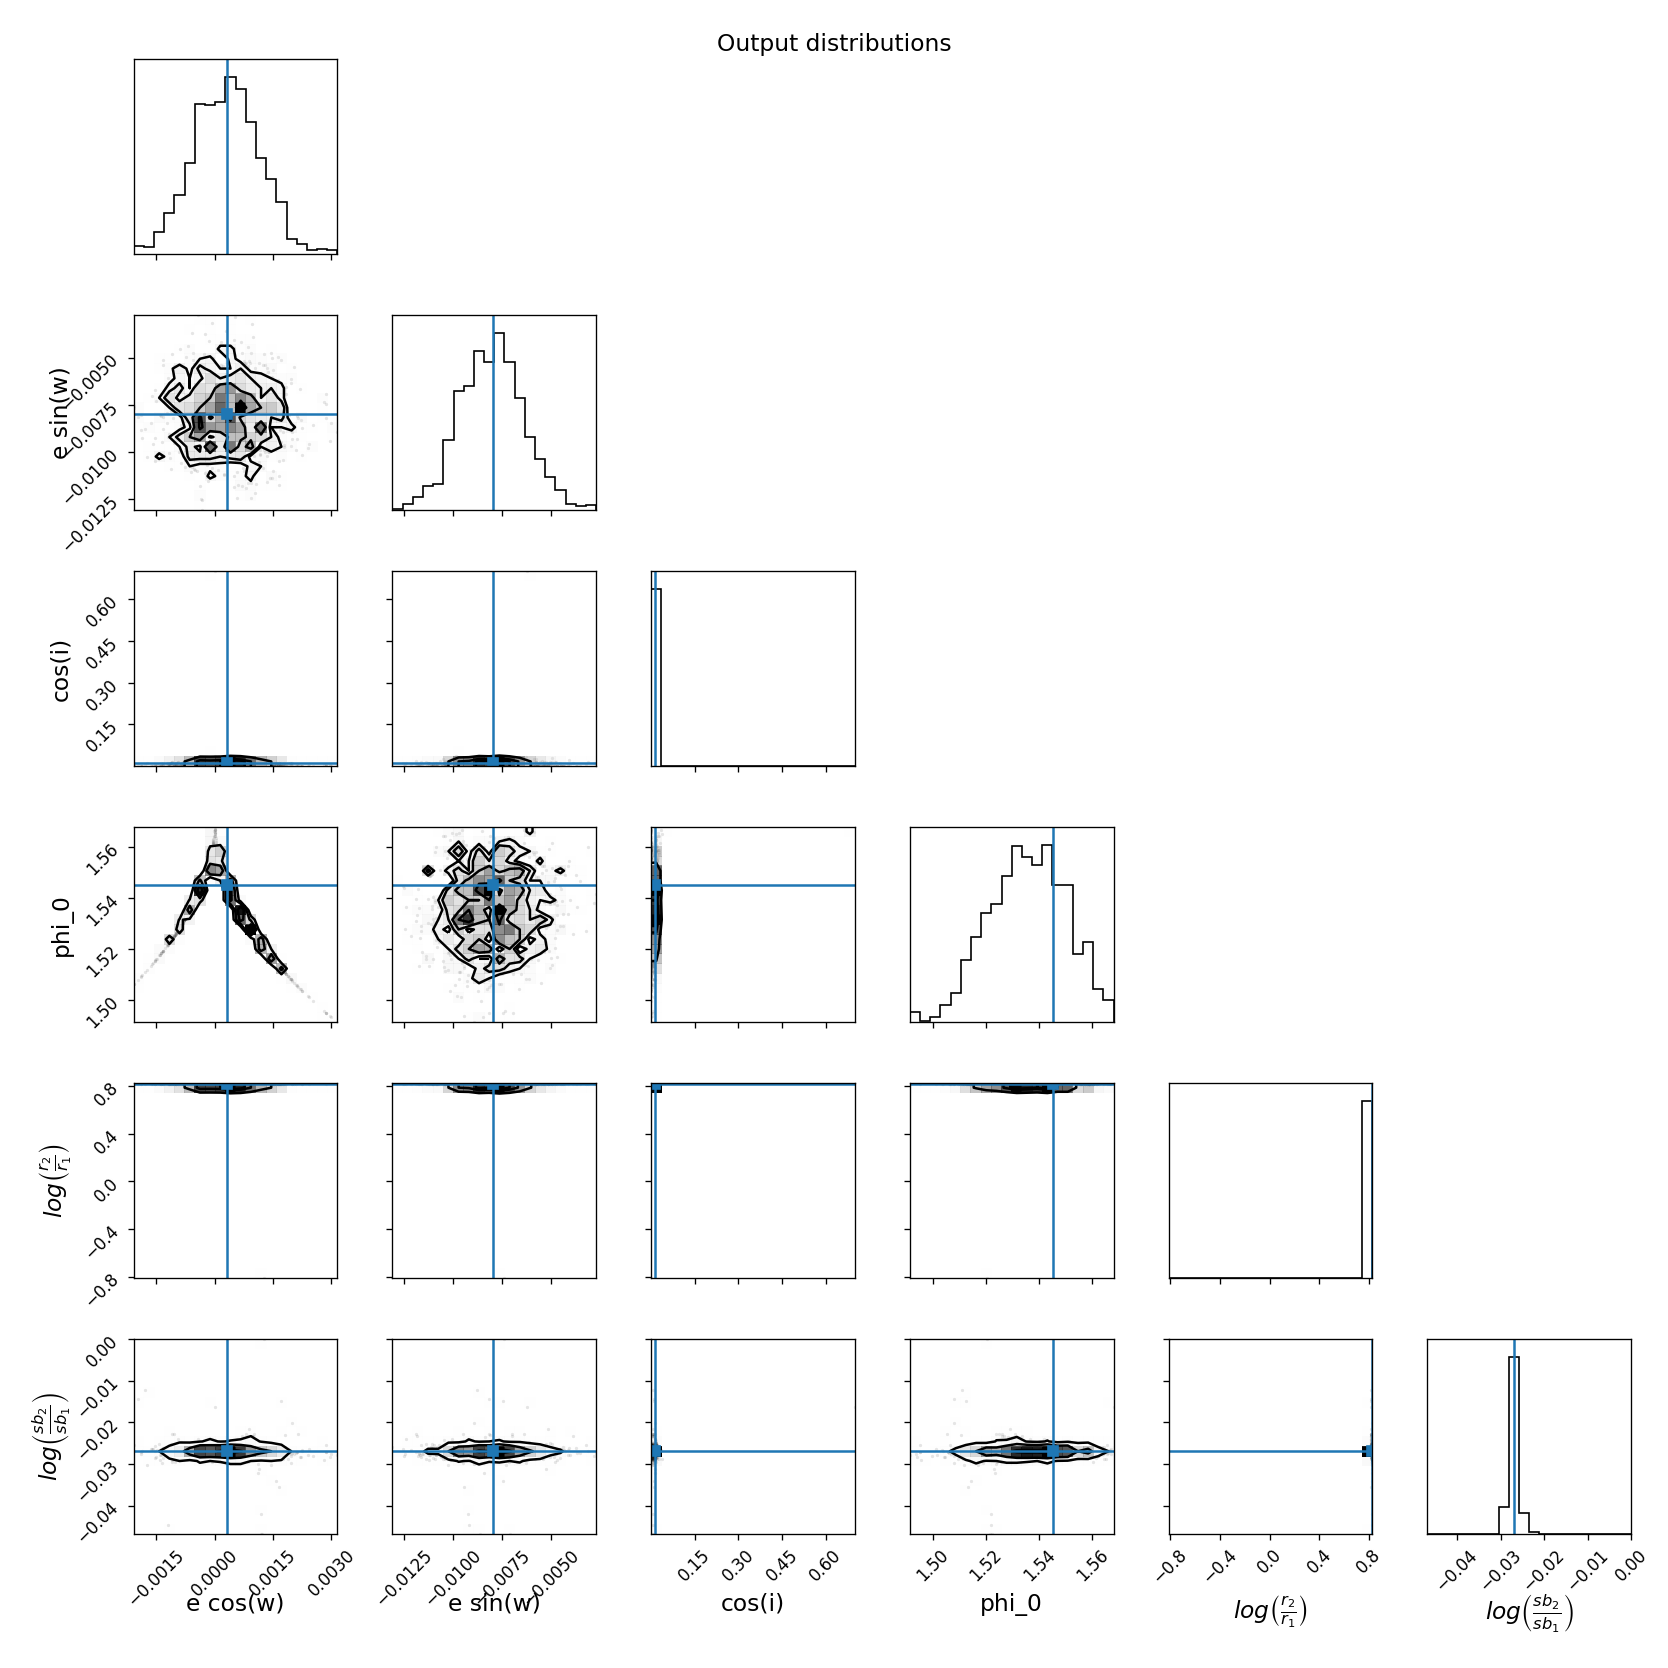 Output distributions
e sin(w)
−0.0050
−0.0075
−0.0100
−0.0125
cos(i)
0.60
0.45
0.30
0.15
phi_0
1.56
1.54
1.52
1.50
log(r2/r1)
0.8
0.4
0.0
−0.4
−0.8
log(sb2/sb1)
0.00
−0.01
−0.02
−0.03
−0.04
−0.0015 0.0000 0.0015 0.0030
e cos(w)
−0.0125 −0.0100 −0.0075 −0.0050
e sin(w)
0.15 0.30 0.45 0.60
cos(i)
1.50 1.52 1.54 1.56
phi_0
−0.8 −0.4 0.0 0.4 0.8
log(r2/r1)
−0.04 −0.03 −0.02 −0.01 0.00
log(sb2/sb1)